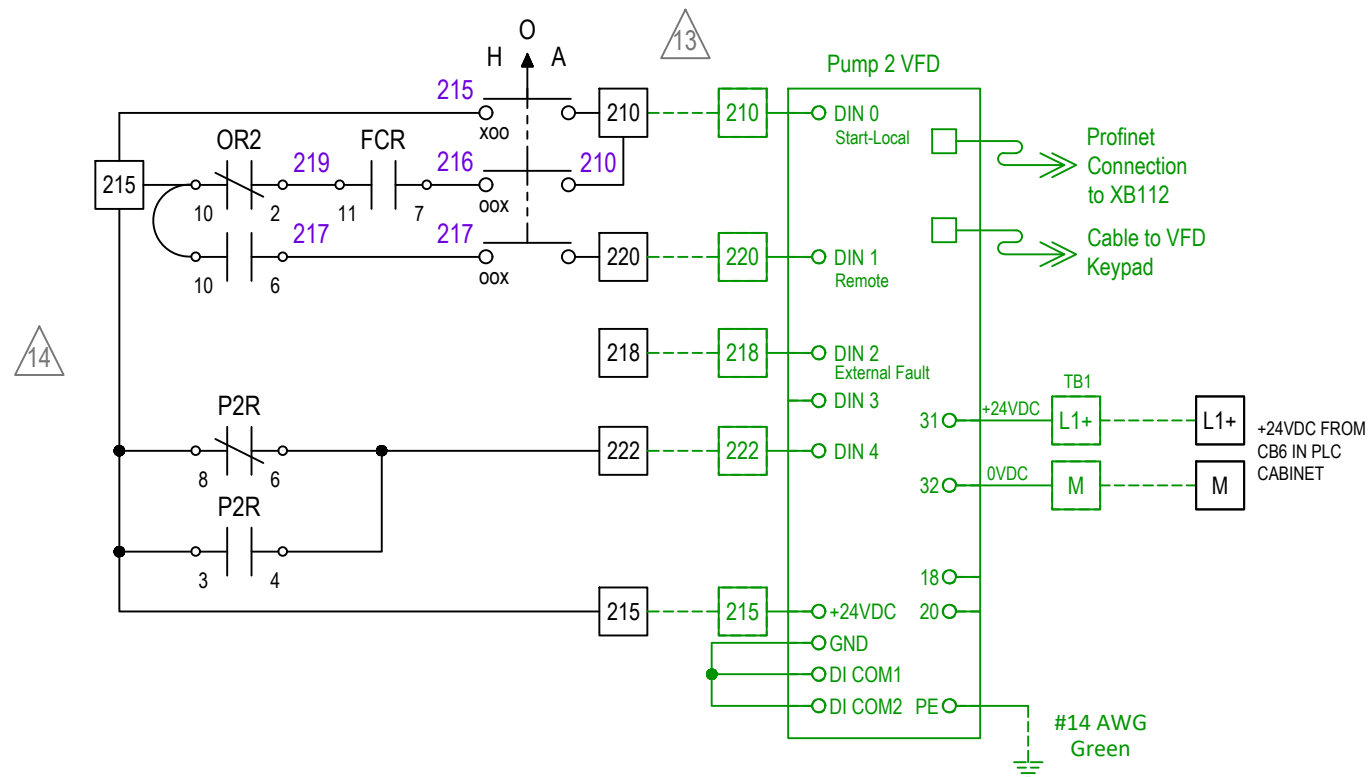 H O A
13
Pump 2 VFD
215
210
210
DIN 0
Start-Local
xoo
OR2
FCR
219
216
210
215
10
2
11
7
oox
Profinet
Connection
to XB112
217
217
220
220
DIN 1
Remote
10
6
oox
Cable to VFD
Keypad
14
218
218
DIN 2
External Fault
DIN 3
P2R
TB1
31
+24VDC
L1+
L1+
+24VDC FROM
CB6 IN PLC
CABINET
222
222
DIN 4
8
6
32
0VDC
M
M
P2R
3
4
18
215
215
+24VDC
20
GND
DI COM1
DI COM2
PE
#14 AWG
Green